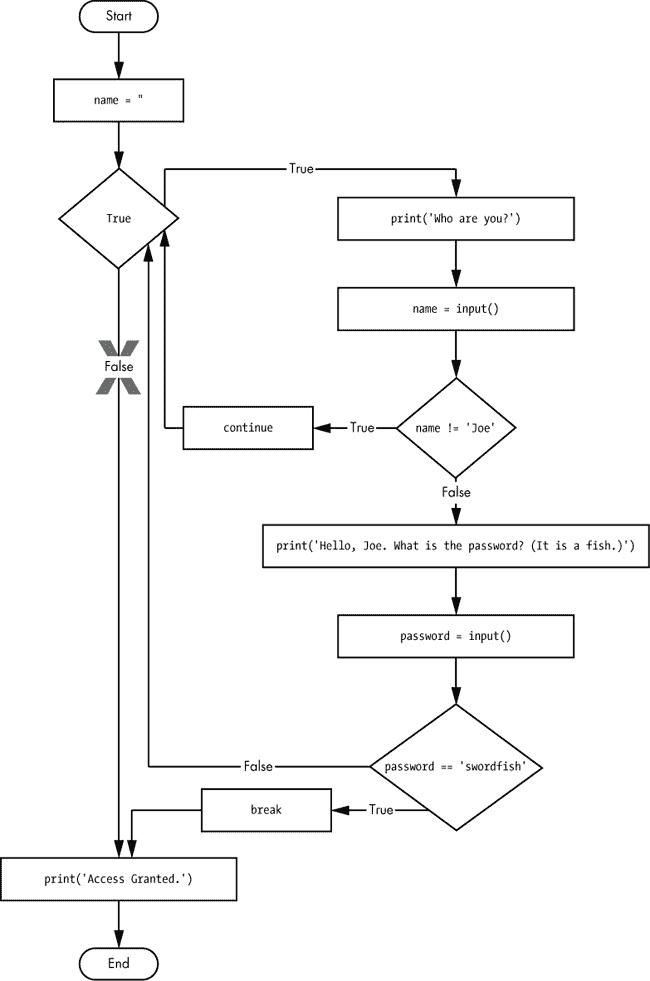 Start
name = ''
True
True
print('Who are you?')
name = input()
False
continue
True
name != 'Joe'
False
print('Hello, Joe. What is the password? (It is a fish.)')
password = input()
False
password == 'swordfish'
break
True
print('Access Granted.')
End